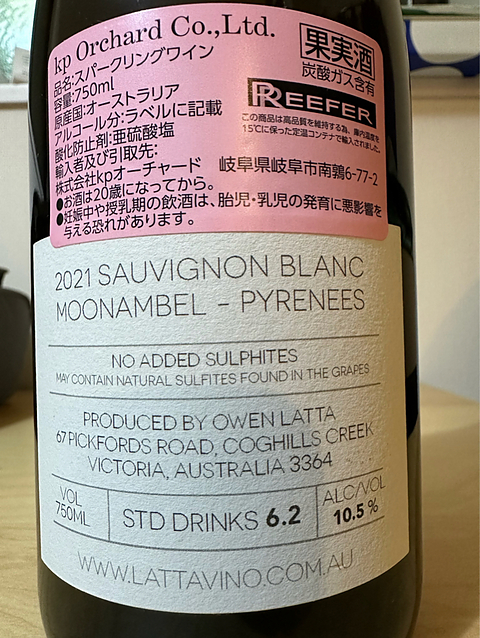 kp Orchard Co.,Ltd.
品名:スパークリングワイン
容量:750ml
原産国:オーストラリア
アルコール分:ラベルに記載
酸化防止剤:亜硫酸塩
輸入者及び引取先:
株式会社kpオーチャード 岐阜県岐阜市南鶉6-77-2
●お酒は20歳になってから。
●妊娠中や授乳期の飲酒は、胎児・乳児の発育に悪影響を
与える恐れがあります。
果実酒
炭酸ガス含有
REEFER
この商品は高品質を維持する為、庫内温度を
15℃に保った定温コンテナで輸入されました。
2021 SAUVIGNON BLANC
MOONAMBEL - PYRENEES
NO ADDED SULPHITES
MAY CONTAIN NATURAL SULFITES FOUND IN THE GRAPES
PRODUCED BY OWEN LATTA
67 PICKFORDS ROAD, COGHILLS CREEK
VICTORIA, AUSTRALIA 3364
VOL
750ML
STD DRINKS 6.2
ALC/VOL
10.5 %
WWW.LATTAVINO.COM.AU